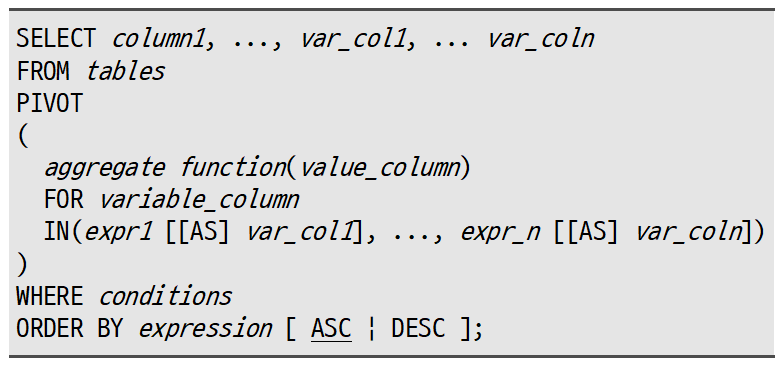 SELECT column1, ..., var_col1, ... var_coln
FROM tables
PIVOT
(
aggregate function(value_column)
FOR variable_column
IN(expr1 [[AS] var_col1], ..., expr_n [[AS] var_coln])
)
WHERE conditions
ORDER BY expression [ ASC ¦ DESC ];